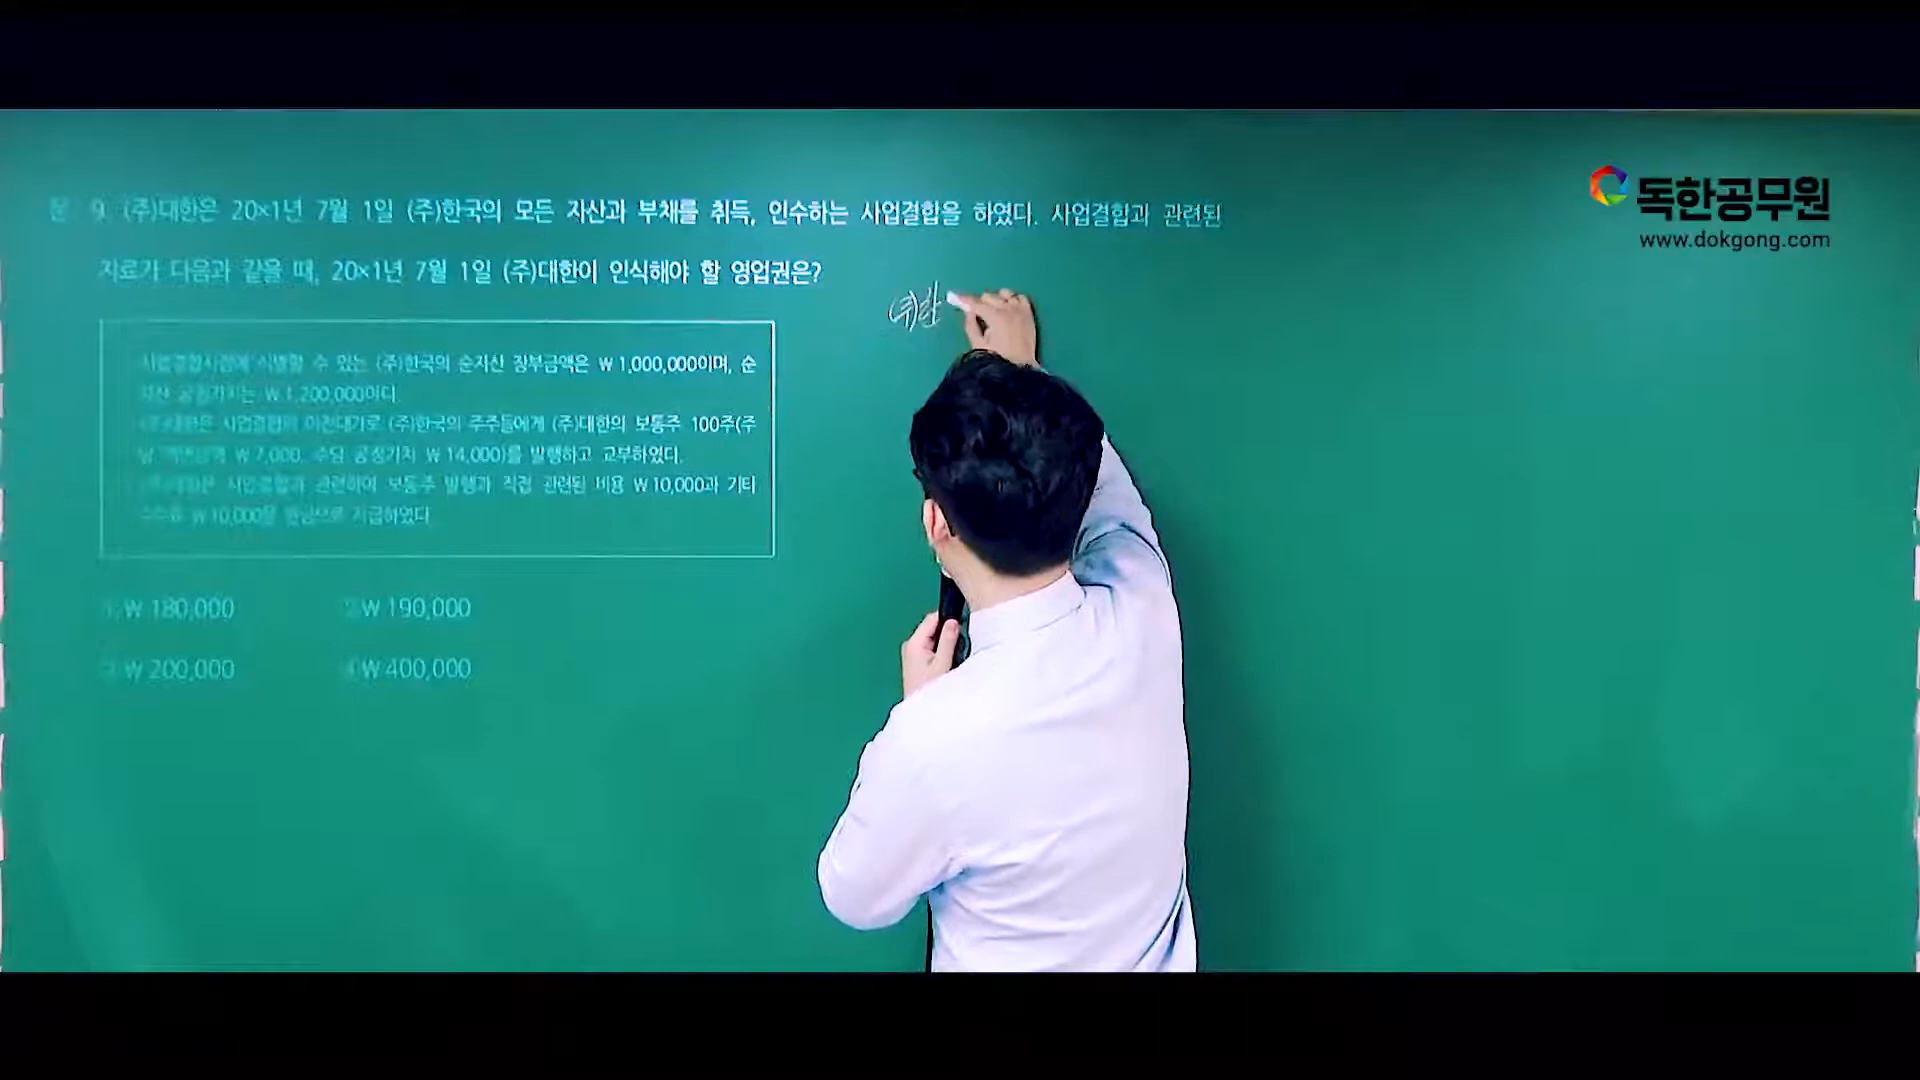 문 9. (주)대한은 20×1년 7월 1일 (주)한국의 모든 자산과 부채를 취득, 인수하는 사업결합을 하였다. 사업결합과 관련된
자료가 다음과 같을 때, 20×1년 7월 1일 (주)대한이 인식해야 할 영업권은?
사업결합시점에 식별할 수 있는 (주)한국의 순자산 장부금액은 ₩1,000,000이며, 순
자산 공정가치는 ₩1,200,000이다.
(주)대한은 사업결합의 이전대가로 (주)한국의 주주들에게 (주)대한의 보통주 100주(주
당 액면금액 ₩7,000, 주당 공정가치 ₩14,000)를 발행하고 교부하였다.
(주)대한은 사업결합과 관련하여 보통주 발행과 직접 관련된 비용 ₩10,000과 기타
수수료 ₩10,000을 현금으로 지급하였다.
① ₩180,000 ② ₩190,000
③ ₩200,000 ④ ₩400,000
독한공무원
www.dokgong.com